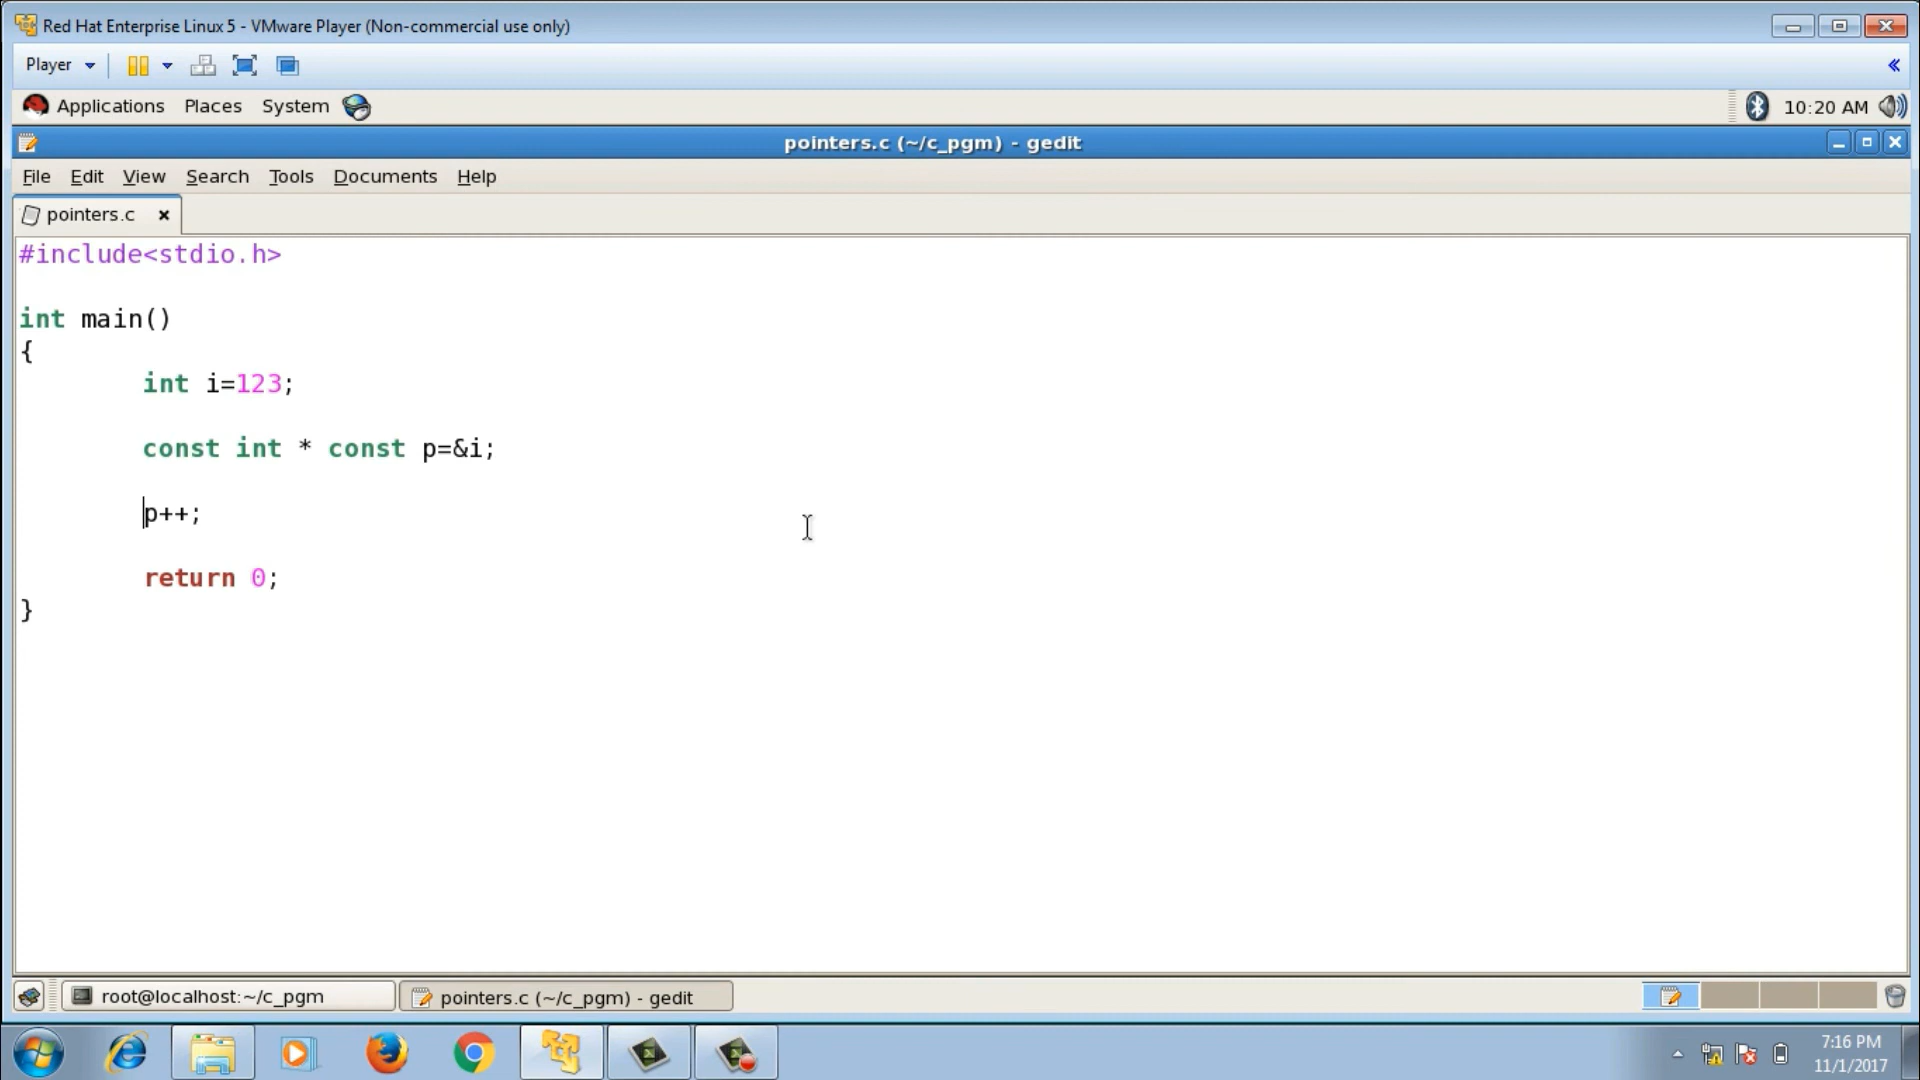 Red Hat Enterprise Linux 5 - VMware Player (Non-commercial use only)
Player
Applications Places System 10:20 AM
pointers.c (~/c_pgm) - gedit
File Edit View Search Tools Documents Help
pointers.c
#include<stdio.h>
int main()
{
int i=123;
const int * const p=&i;
p++;
return 0;
}
root@localhost:~/c_pgm pointers.c (~/c_pgm) - gedit
7:16 PM
11/1/2017